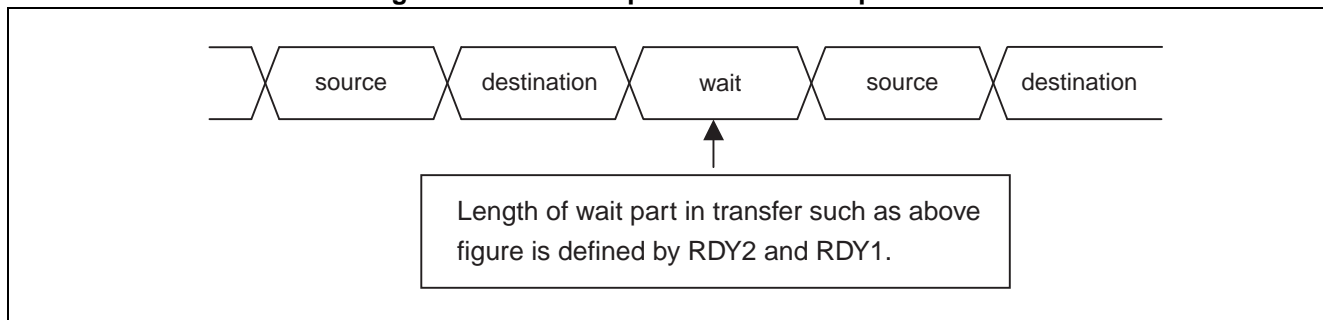 source destination wait source destination
Length of wait part in transfer such as above
figure is defined by RDY2 and RDY1.